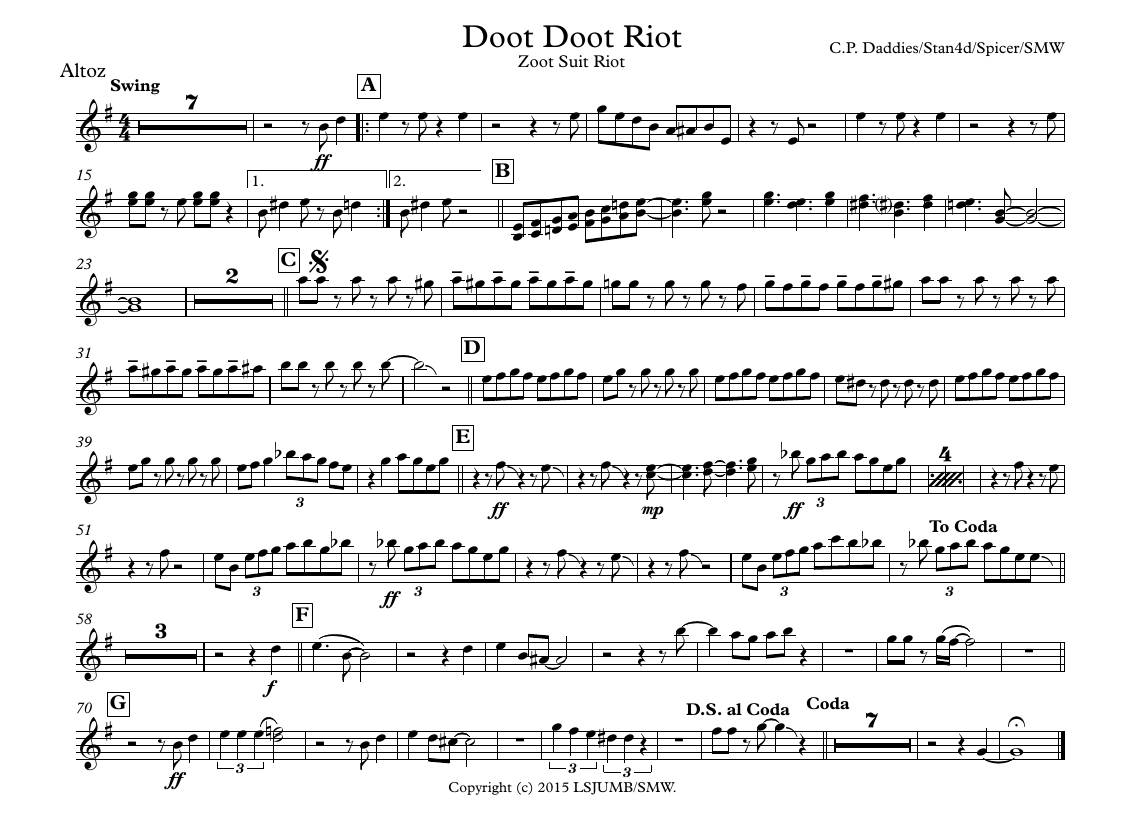 Doot Doot Riot
Zoot Suit Riot
C.P. Daddies/Stan4d/Spicer/SMW
Altoz
Swing
7
A
ff
15
1.
2.
B
23
2
C
31
D
39
3
E
ff
mp
ff
3
4
51
3
ff
3
3
To Coda
3
58
3
f
F
70
G
ff
3
3
3
D.S. al Coda
Coda
7
Copyright (c) 2015 LSJUMB/SMW.